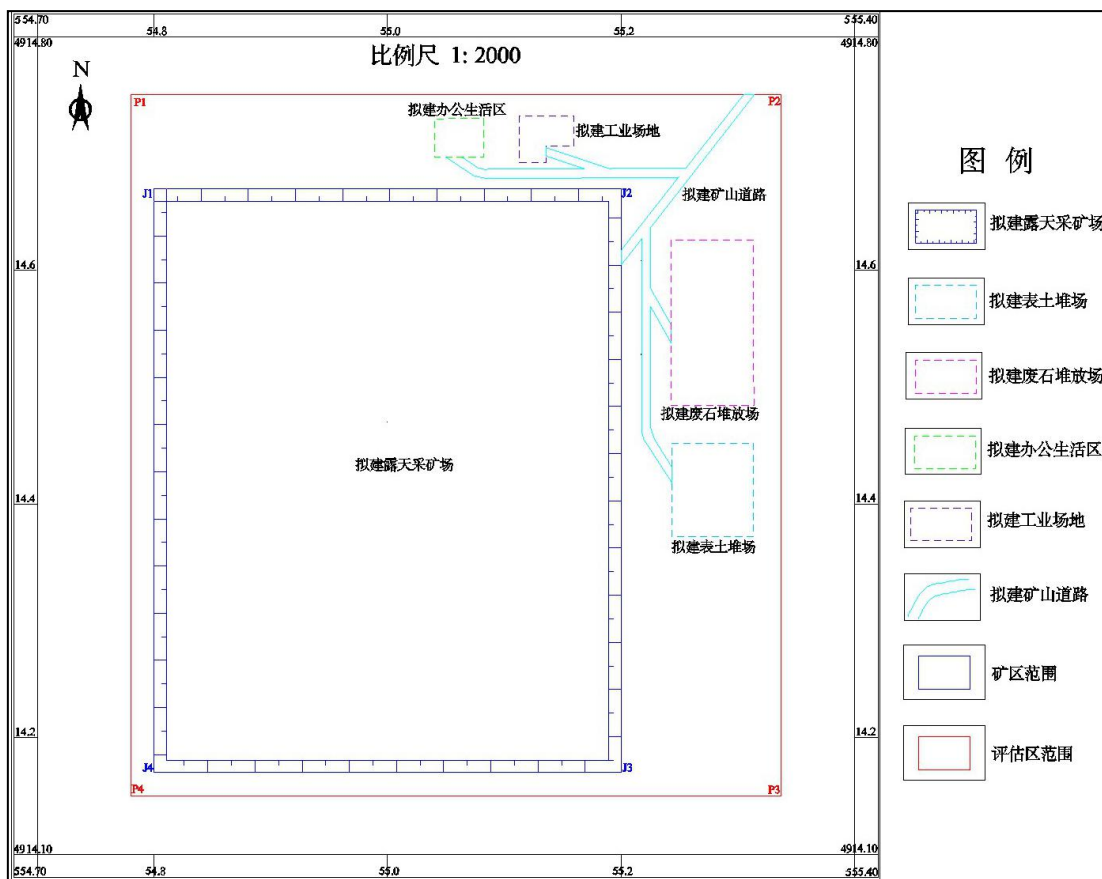 554.70
54.8
55.0
55.2
555.40
4914.80
4914.80
比例尺 1: 2000
N
P1
P2
拟建办公生活区
拟建工业场地
J1
J2
拟建矿山道路
14.6
14.6
拟建废石堆放场
拟建露天采矿场
14.4
14.4
拟建表土堆场
14.2
14.2
J4
J3
P4
P3
4914.10
4914.10
554.70
54.8
55.0
55.2
555.40
图 例
拟建露天采矿场
拟建表土堆场
拟建废石堆放场
拟建办公生活区
拟建工业场地
拟建矿山道路
矿区范围
评估区范围